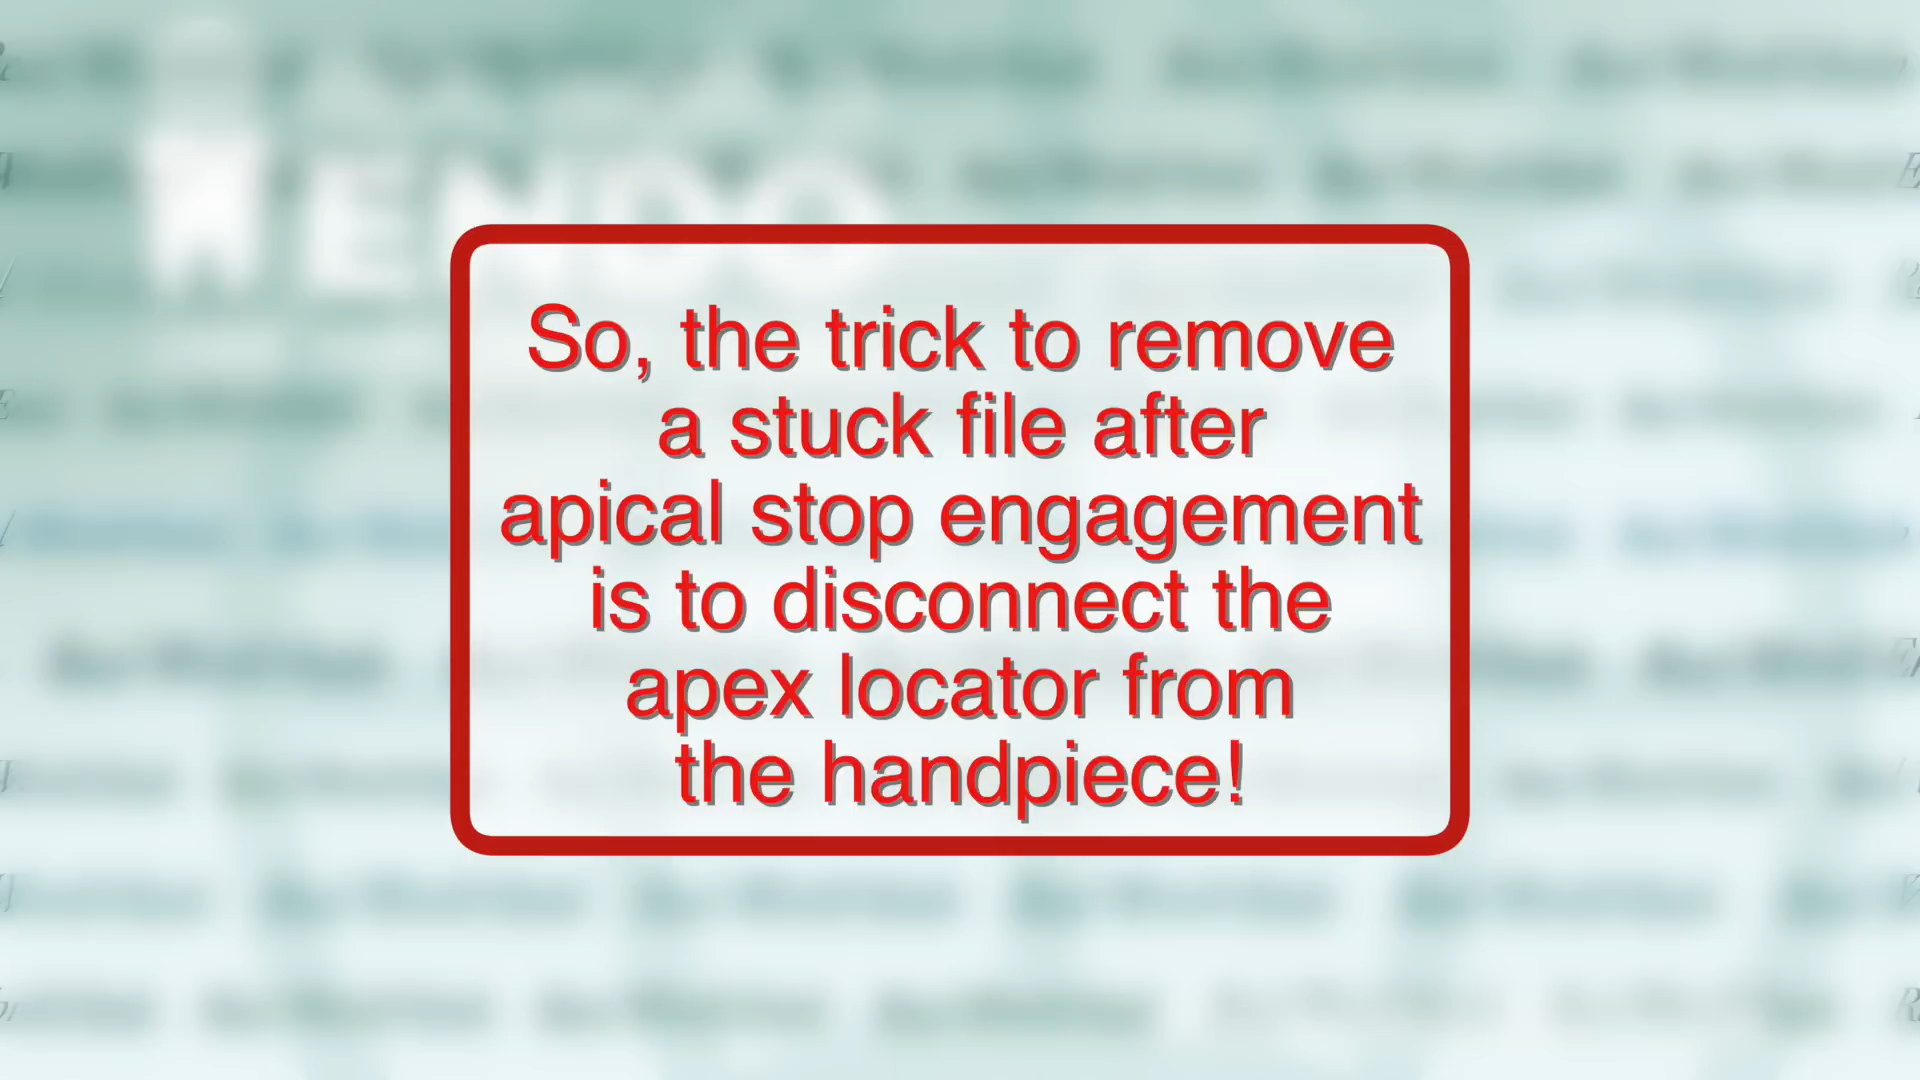 ENDO
So, the trick to remove
a stuck file after
apical stop engagement
is to disconnect the
apex locator from
the handpiece!